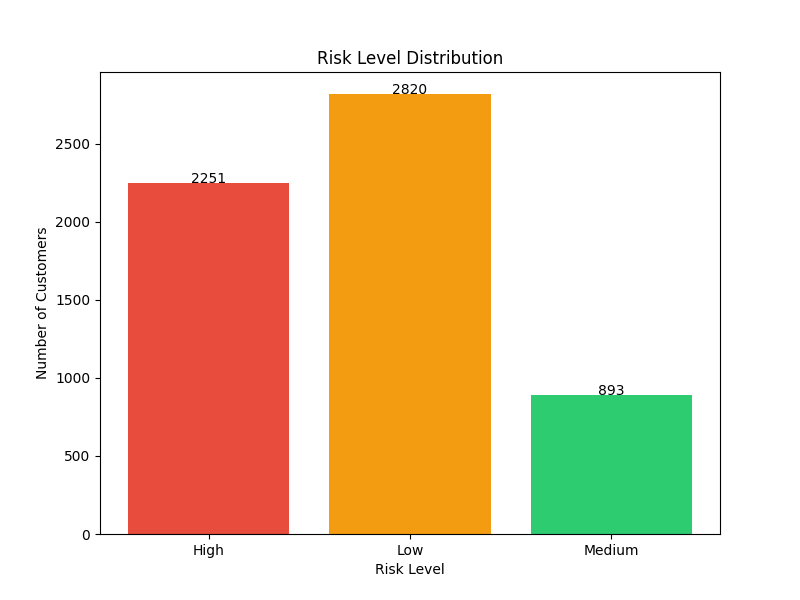 Risk Level Distribution
2820
2251
893
2500
2000
1500
1000
500
0
Number of Customers
High Low Medium
Risk Level